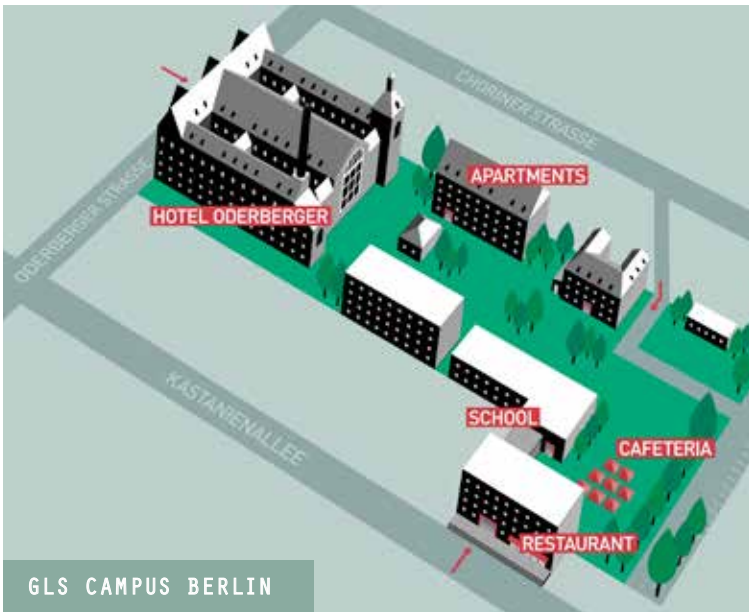 CHORINER STRASSE
APARTMENTS
ODERBERGER STRASSE
HOTEL ODERBERGER
KASTANIENALLEE
SCHOOL
CAFETERIA
RESTAURANT
GLS CAMPUS BERLIN